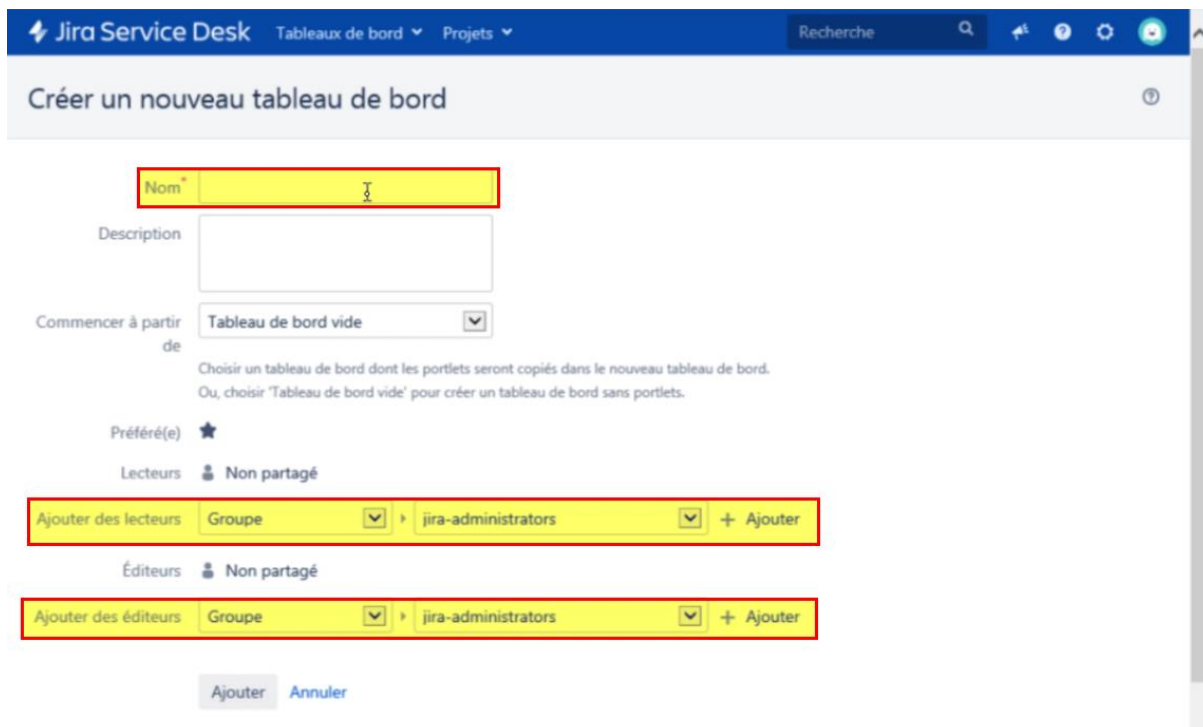 Jira Service Desk Tableaux de bord Projets Recherche
Créer un nouveau tableau de bord
Nom*
Description
Commencer à partir de Tableau de bord vide
Choisir un tableau de bord dont les portlets seront copiés dans le nouveau tableau de bord.
Ou, choisir 'Tableau de bord vide' pour créer un tableau de bord sans portlets.
Préféré(e)
Lecteurs Non partagé
Ajouter des lecteurs Groupe jira-administrators + Ajouter
Éditeurs Non partagé
Ajouter des éditeurs Groupe jira-administrators + Ajouter
Ajouter Annuler